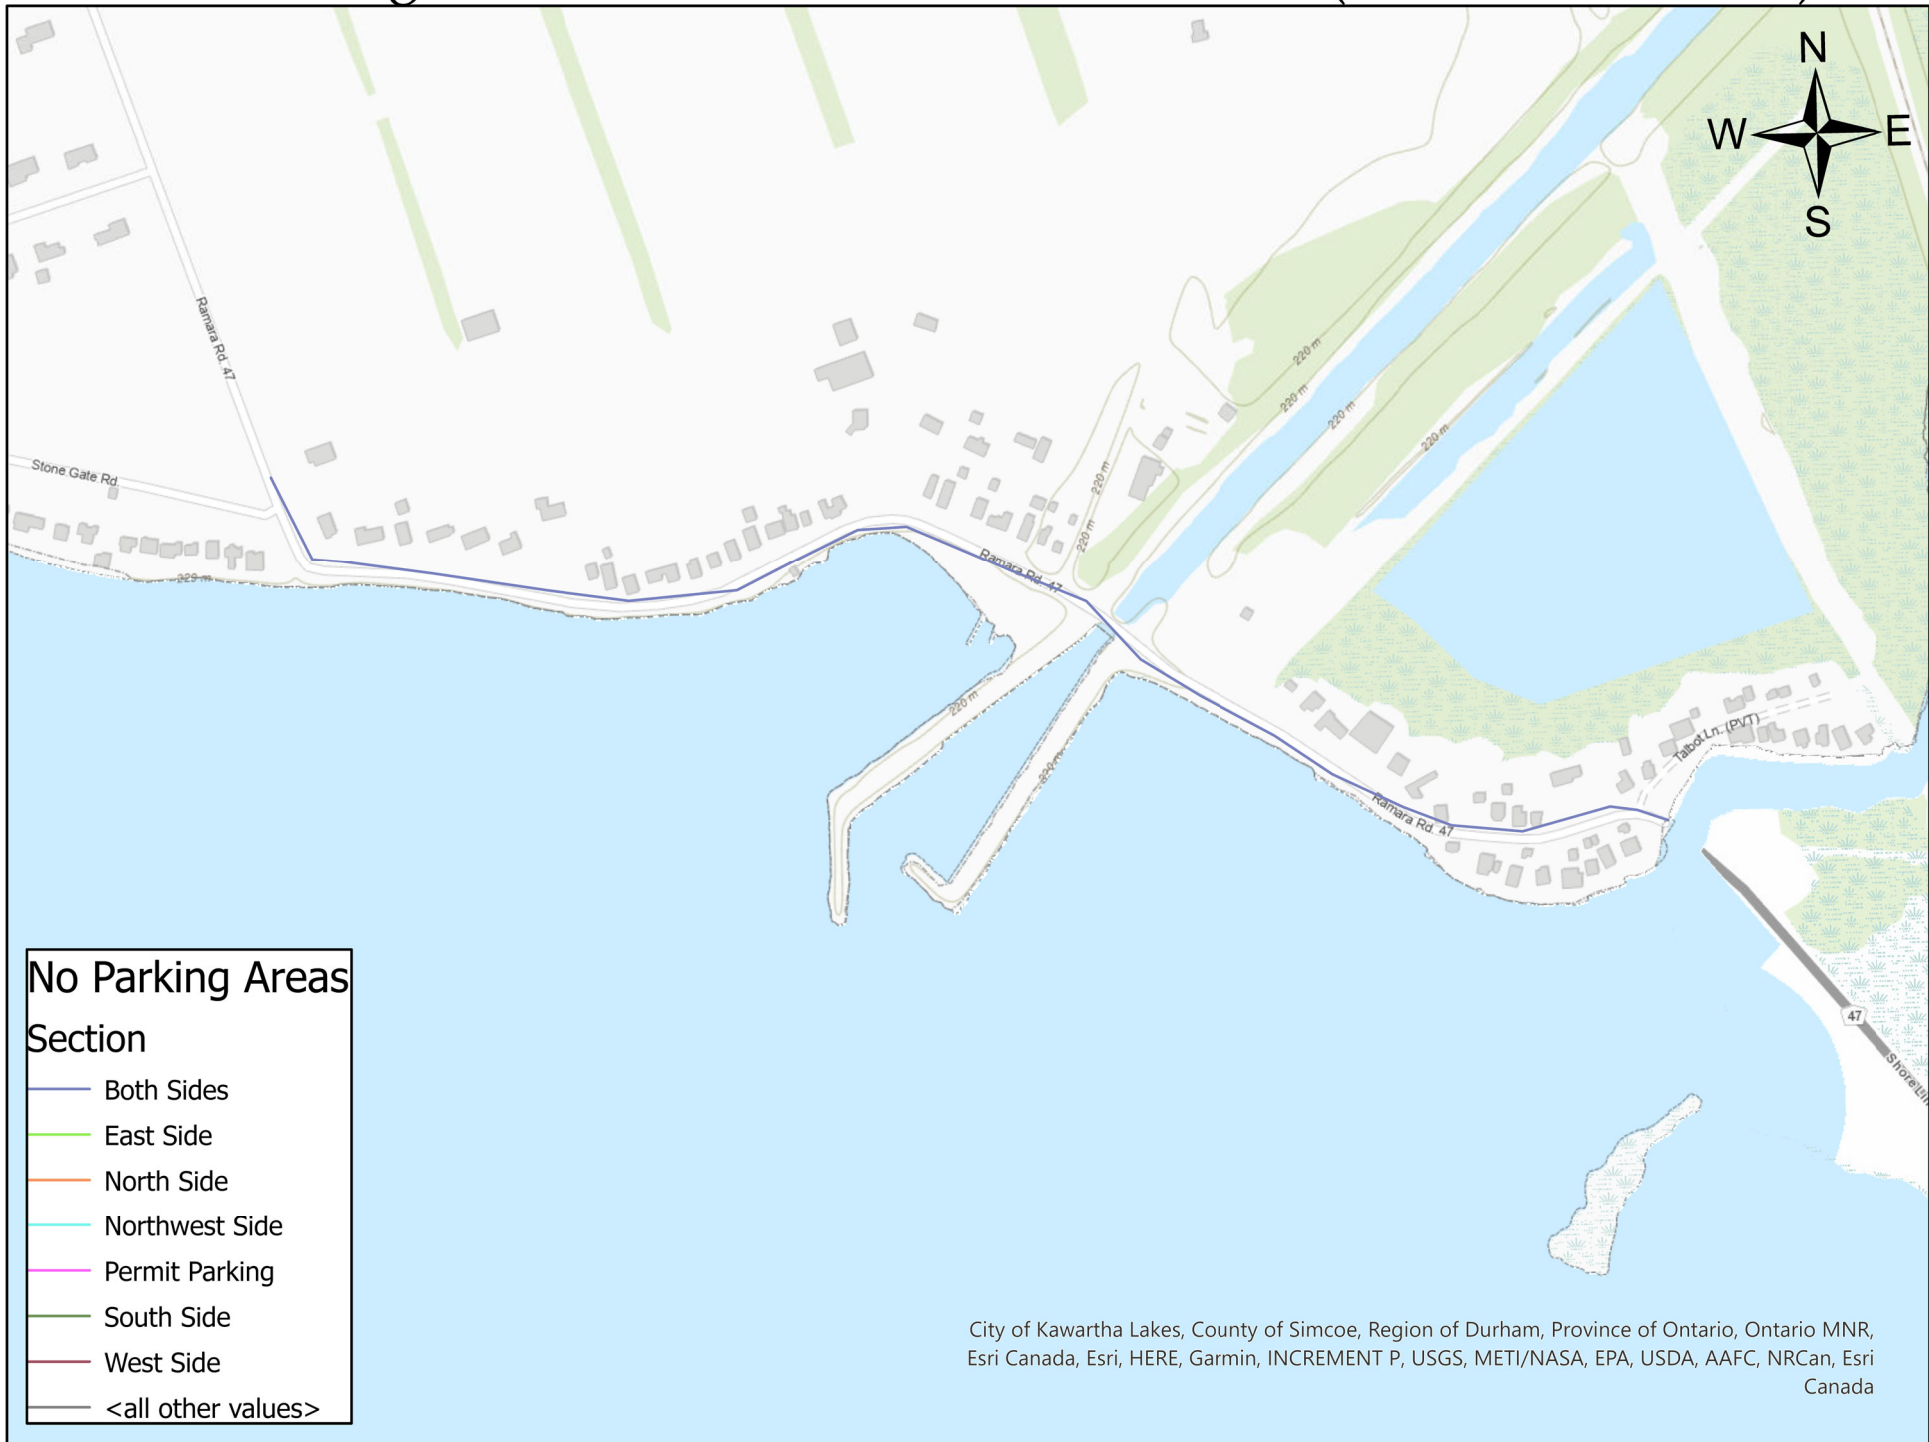 N
W E
S
Ramara Rd. 47
Stone Gate Rd.
220 m
220 m
220 m
220 m
220 m
220 m
Ramara Rd. 47
220 m
220 m
Talbot Ln. (PVT)
Ramara Rd. 47
47
No Parking Areas
Section
Both Sides
East Side
North Side
Northwest Side
Permit Parking
South Side
West Side
<all other values>
City of Kawartha Lakes, County of Simcoe, Region of Durham, Province of Ontario, Ontario MNR,
Esri Canada, Esri, HERE, Garmin, INCREMENT P, USGS, METI/NASA, EPA, USDA, AAFC, NRCan, Esri
Canada